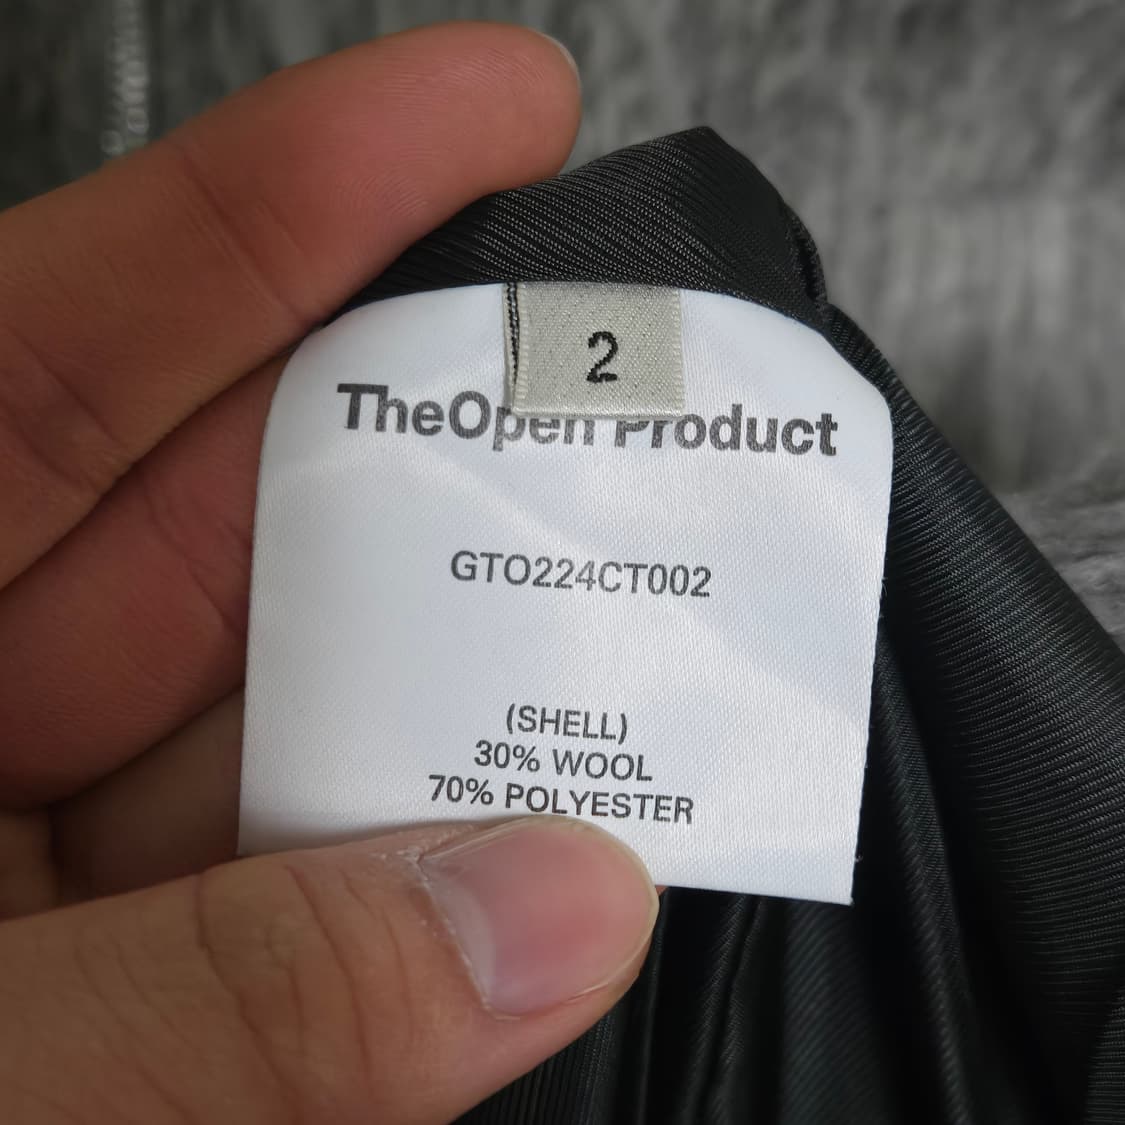 2
TheOpen Product
GTO224CT002
(SHELL)
30% WOOL
70% POLYESTER